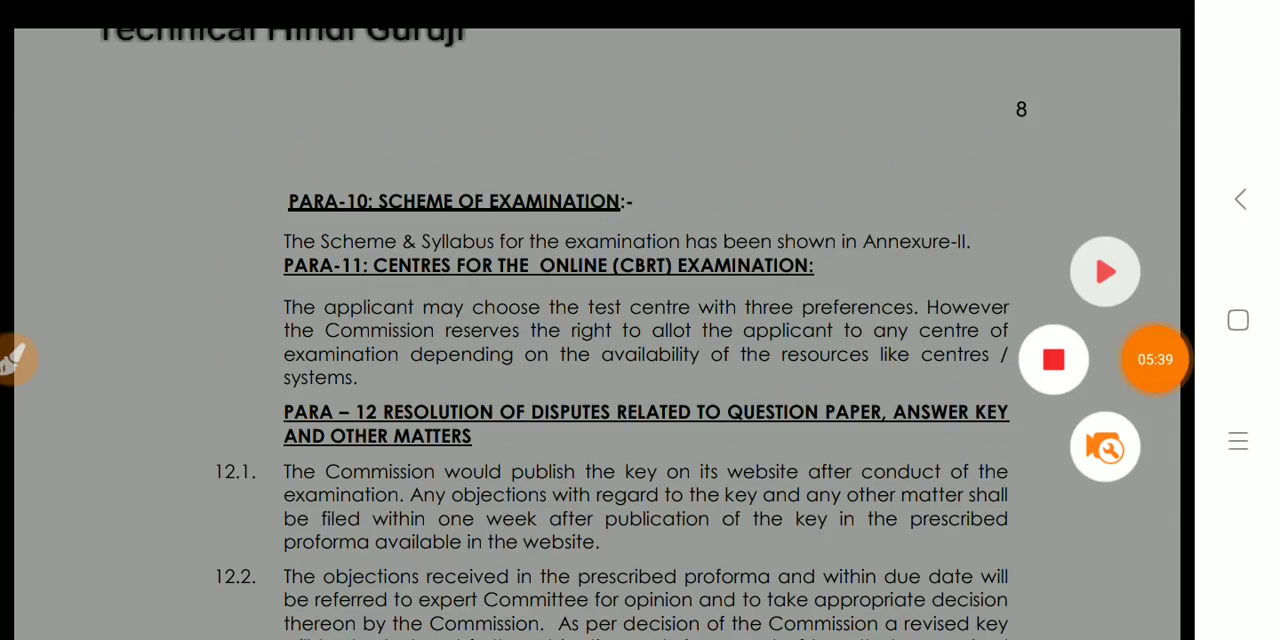 Technical Hindi Guruji
8
PARA-10: SCHEME OF EXAMINATION:-
The Scheme & Syllabus for the examination has been shown in Annexure-II.
PARA-11: CENTRES FOR THE ONLINE (CBRT) EXAMINATION:
The applicant may choose the test centre with three preferences. However
the Commission reserves the right to allot the applicant to any centre of
examination depending on the availability of the resources like centres /
systems.
PARA – 12 RESOLUTION OF DISPUTES RELATED TO QUESTION PAPER, ANSWER KEY
AND OTHER MATTERS
12.1. The Commission would publish the key on its website after conduct of the
examination. Any objections with regard to the key and any other matter shall
be filed within one week after publication of the key in the prescribed
proforma available in the website.
12.2. The objections received in the prescribed proforma and within due date will
be referred to expert Committee for opinion and to take appropriate decision
thereon by the Commission. As per decision of the Commission a revised key
05:39